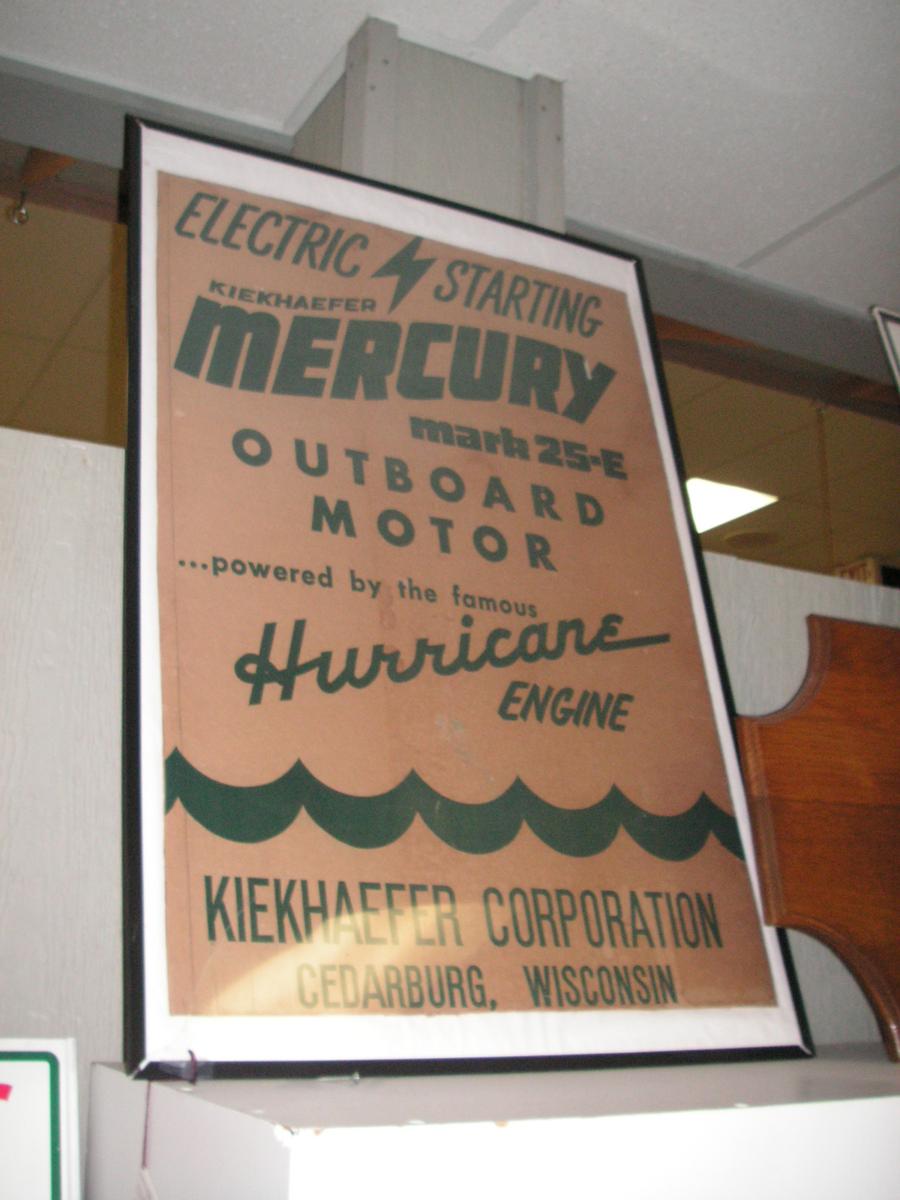 ELECTRIC STARTING
KIEKHAEFER
MERCURY
mark 25-E
OUTBOARD
MOTOR
...powered by the famous
Hurricane
ENGINE
KIEKHAEFER CORPORATION
CEDARBURG, WISCONSIN